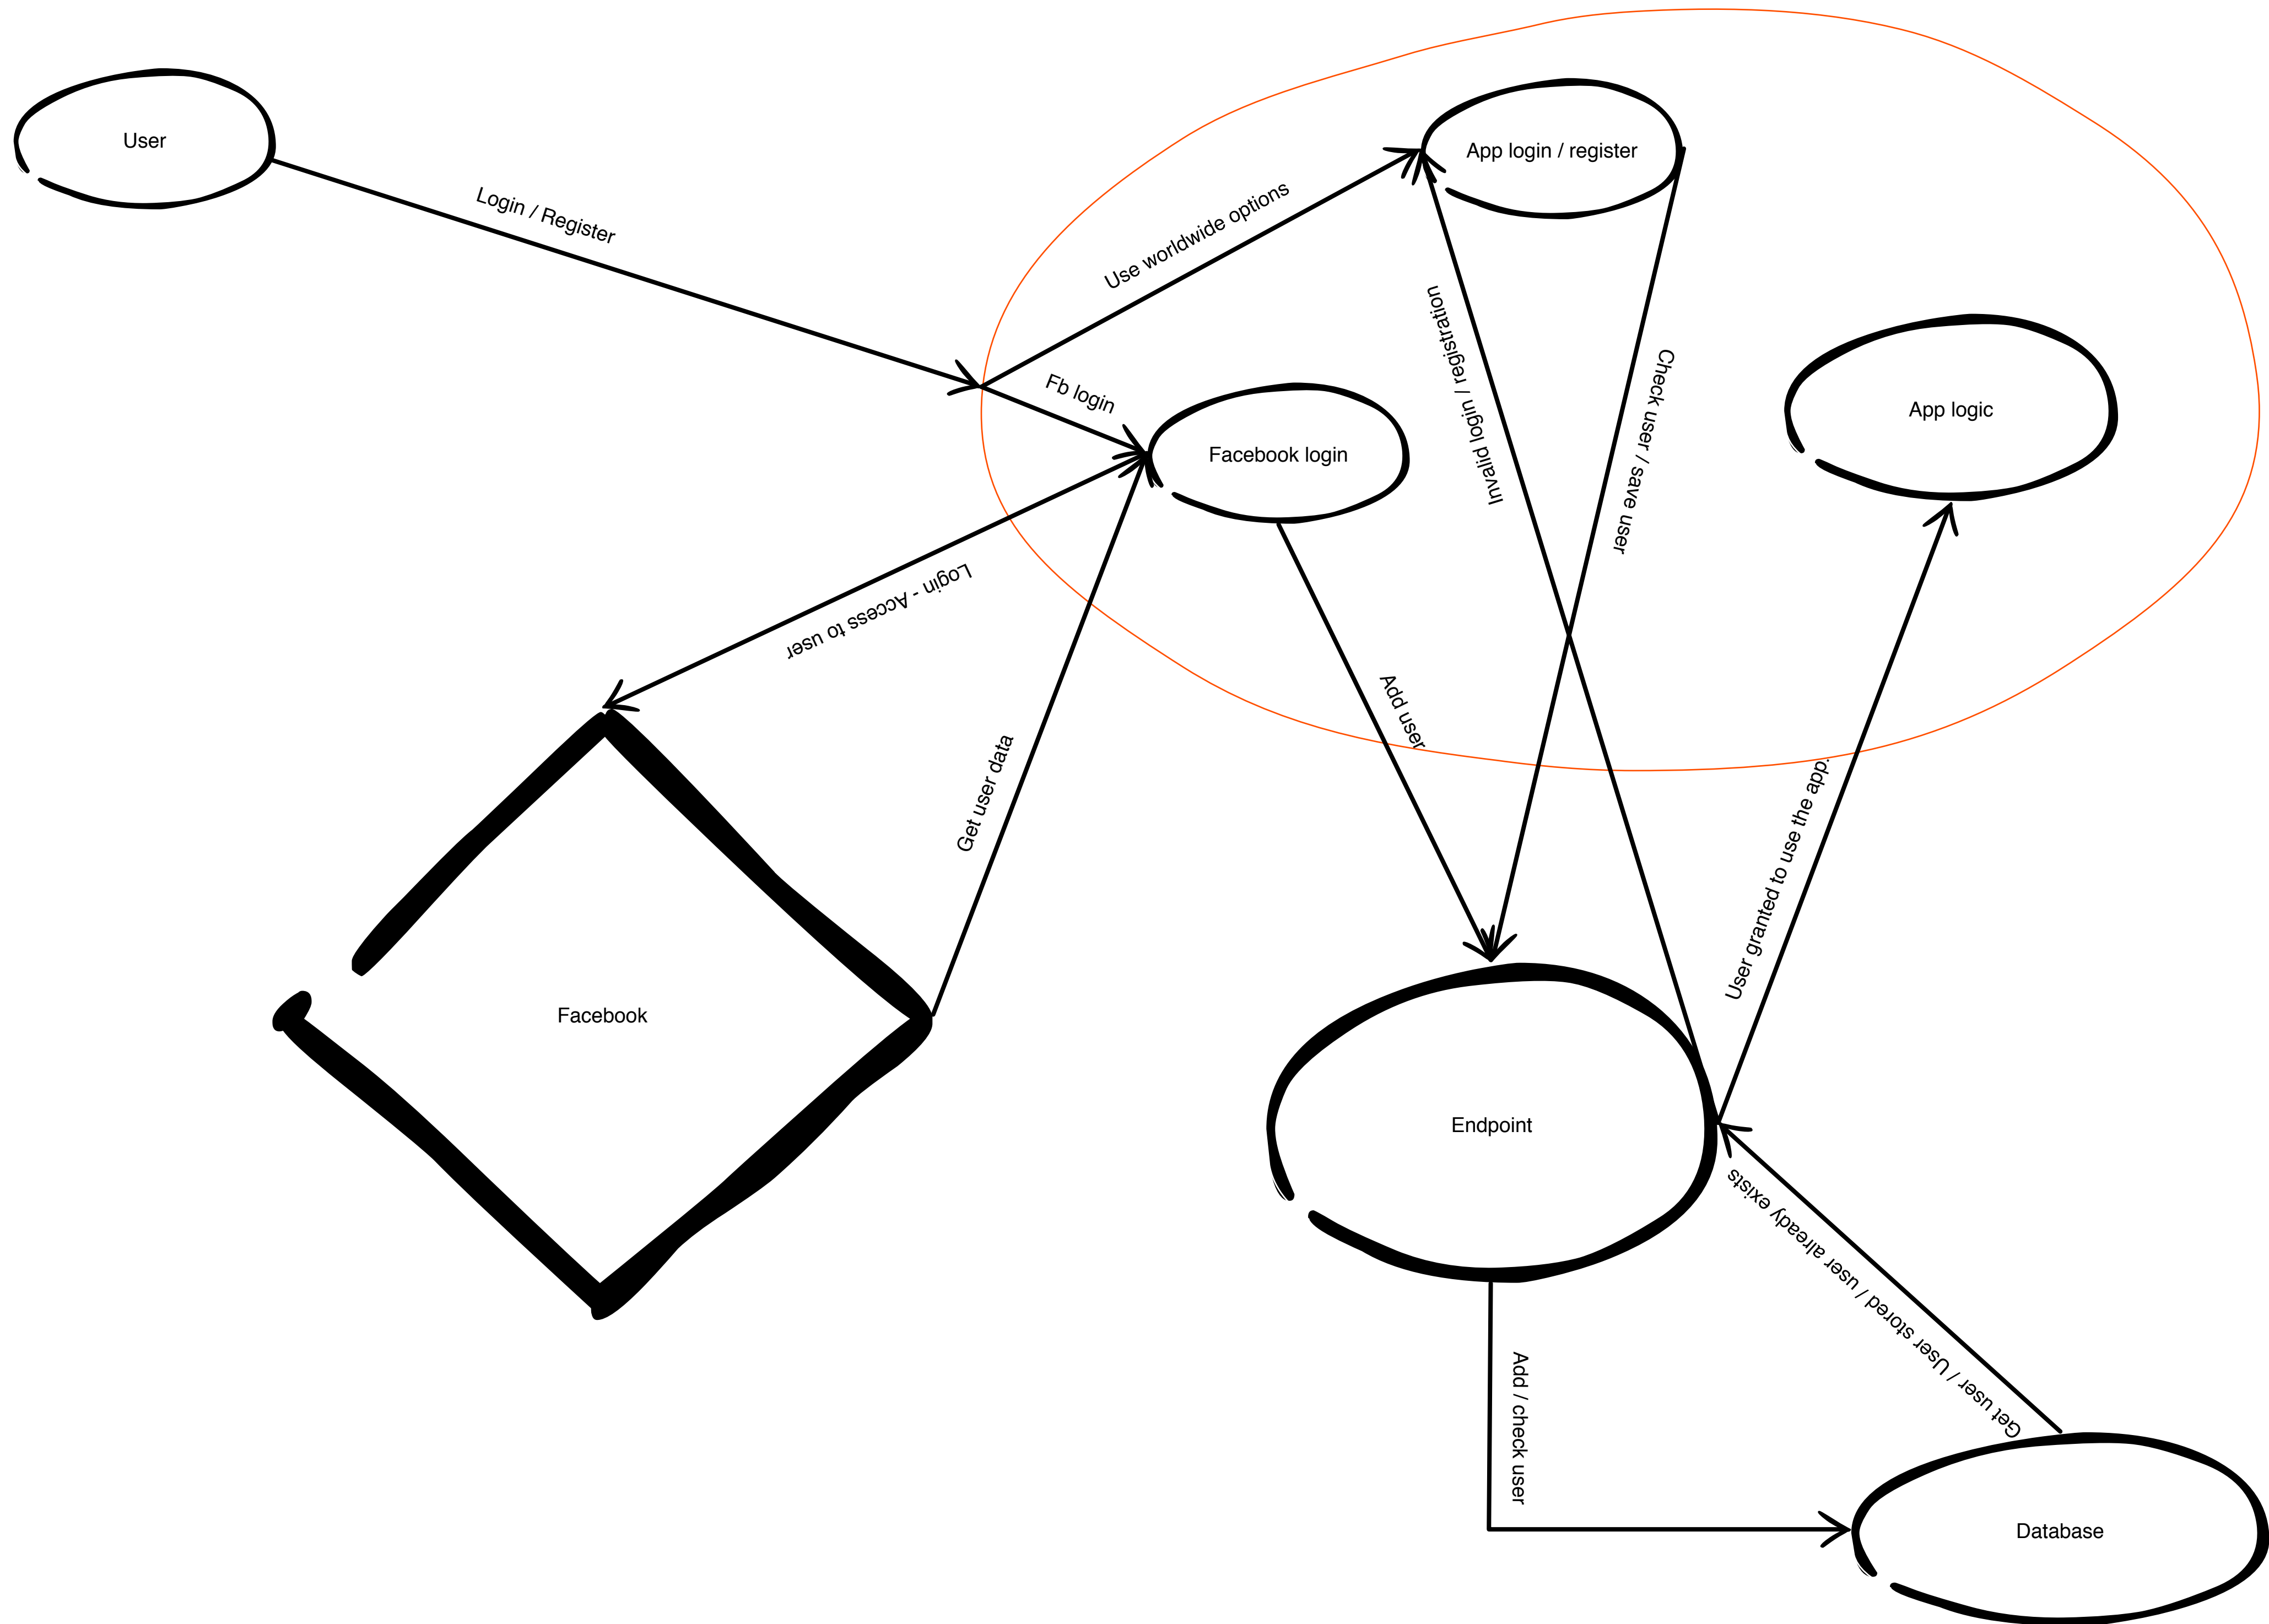 User
App login / register
Login / Register
Use worldwide options
Invalid login / registration
Check user / save user
Fb login
Facebook login
App logic
Login - Access to user
Add user
Get user data
User granted to use the app.
Facebook
Endpoint
Get user / User stored / user already exists
Add / check user
Database